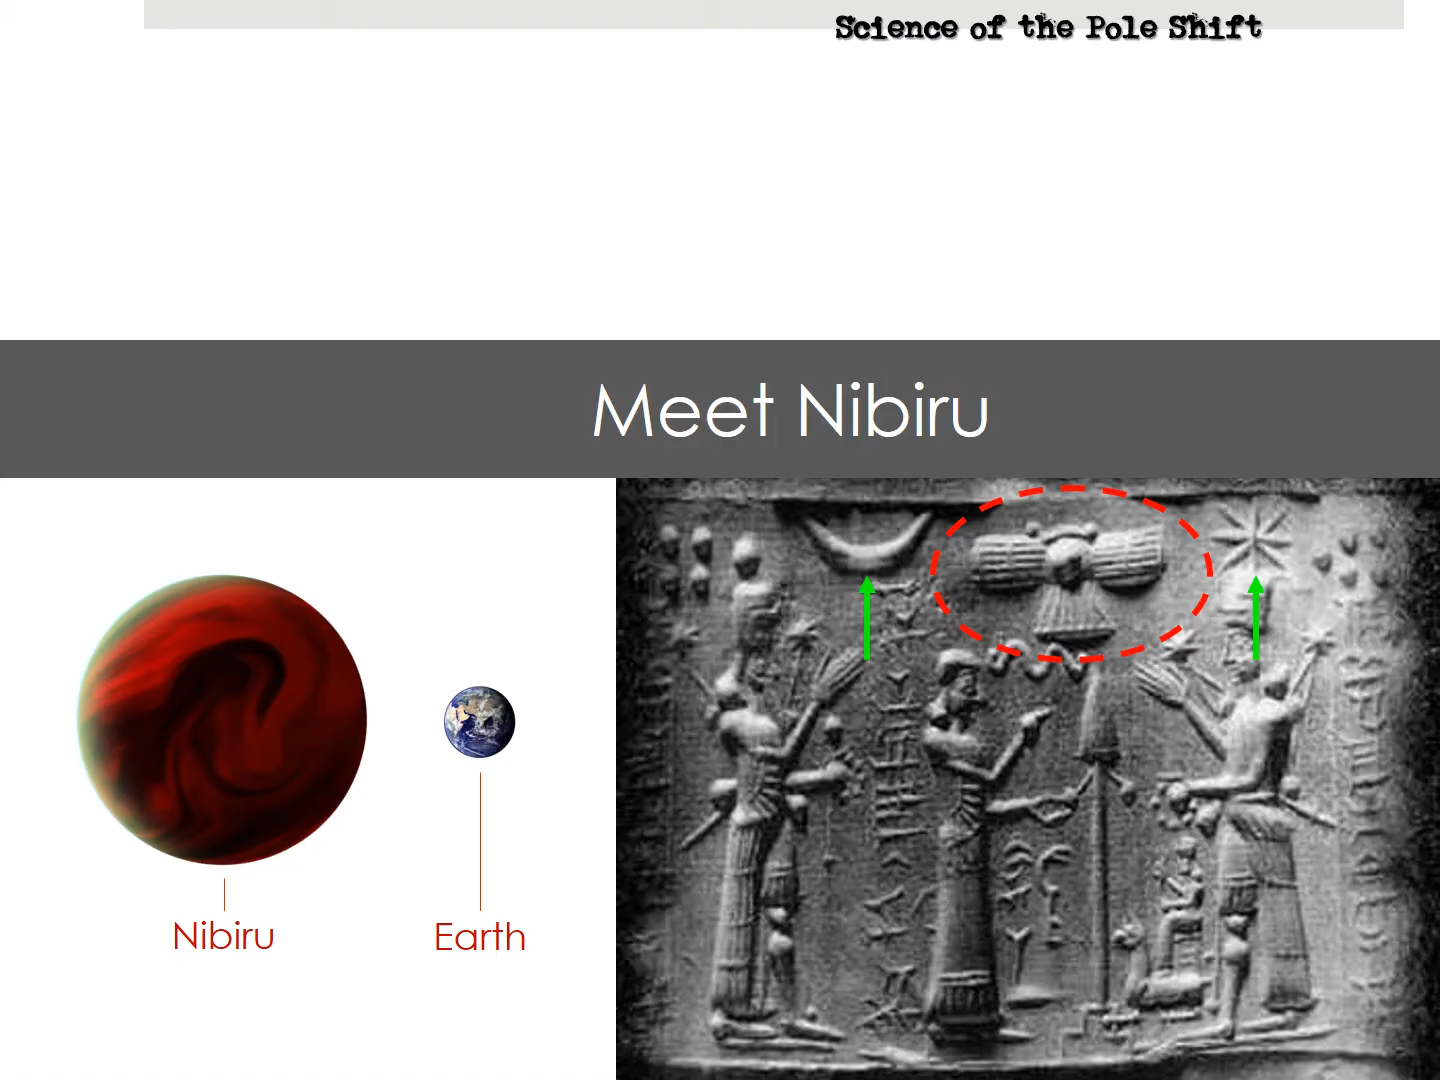 Science of the Pole Shift
Meet Nibiru
Nibiru
Earth